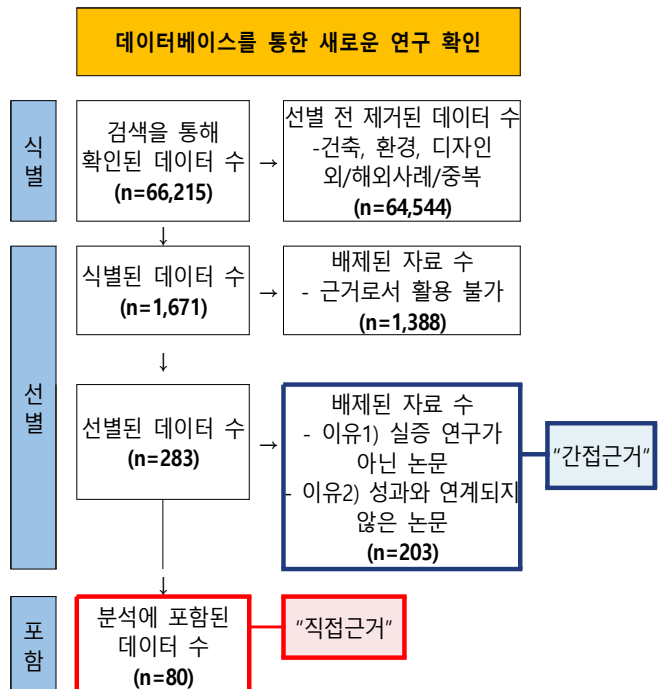 데이터베이스를 통한 새로운 연구 확인
식
별
검색을 통해
확인된 데이터 수
(n=66,215)
→
선별 전 제거된 데이터 수
-건축, 환경, 디자인
외/해외사례/중복
(n=64,544)
↓
선
별
식별된 데이터 수
(n=1,671)
→
배제된 자료 수
- 근거로서 활용 불가
(n=1,388)
↓
선별된 데이터 수
(n=283)
→
배제된 자료 수
- 이유1) 실증 연구가
아닌 논문
- 이유2) 성과와 연계되지
않은 논문
(n=203)
"간접근거"
↓
포
함
분석에 포함된
데이터 수
(n=80)
"직접근거"